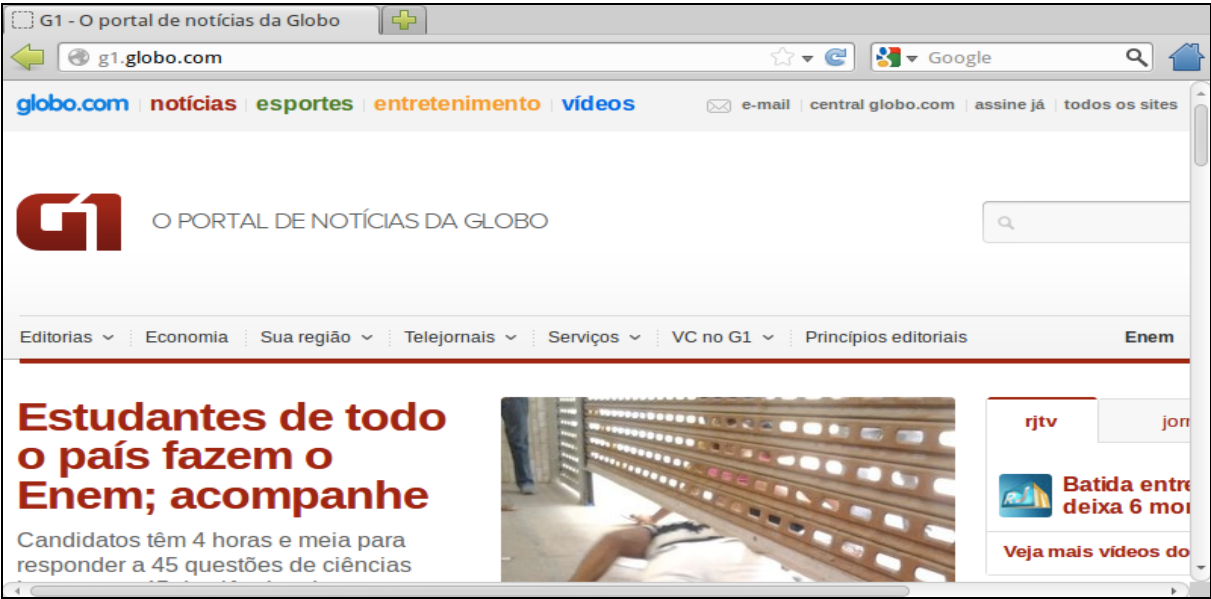 G1 - O portal de notícias da Globo
g1.globo.com
Google
globo.com notícias esportes entretenimento vídeos e-mail central globo.com assine já todos os sites
G1 O PORTAL DE NOTÍCIAS DA GLOBO
Editorias Economia Sua região Telejornais Serviços VC no G1 Princípios editoriais Enem
Estudantes de todo
o país fazem o
Enem; acompanhe
Candidatos têm 4 horas e meia para
responder a 45 questões de ciências
rjtv jorn
Batida entre
deixa 6 mor
Veja mais vídeos do